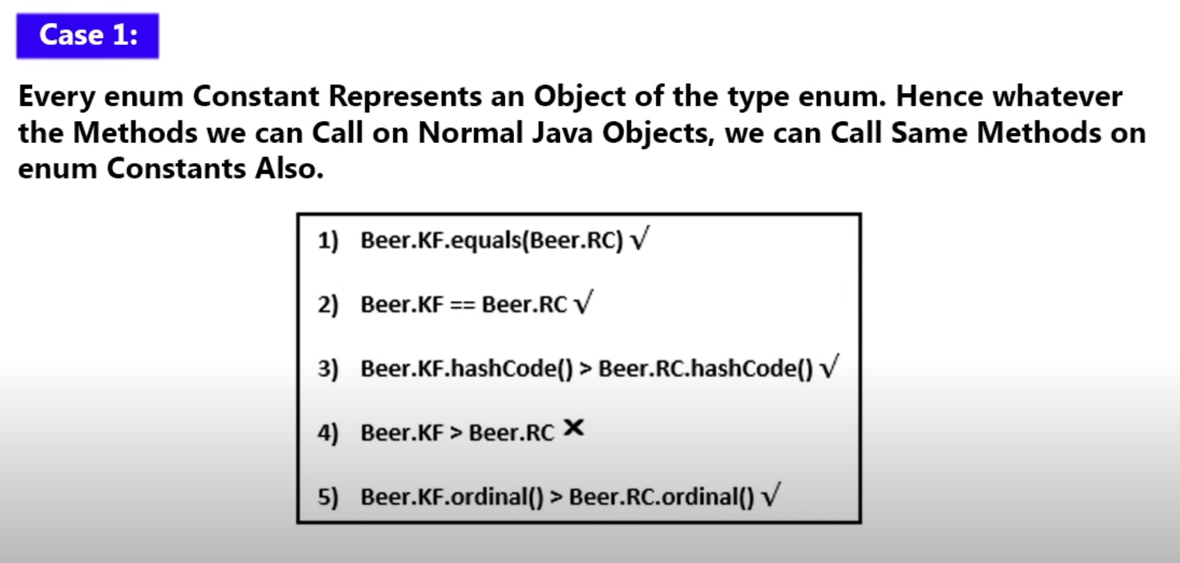 Case 1:
Every enum Constant Represents an Object of the type enum. Hence whatever
the Methods we can Call on Normal Java Objects, we can Call Same Methods on
enum Constants Also.
1) Beer.KF.equals(Beer.RC) √
2) Beer.KF == Beer.RC √
3) Beer.KF.hashCode() > Beer.RC.hashCode() √
4) Beer.KF > Beer.RC ×
5) Beer.KF.ordinal() > Beer.RC.ordinal() √